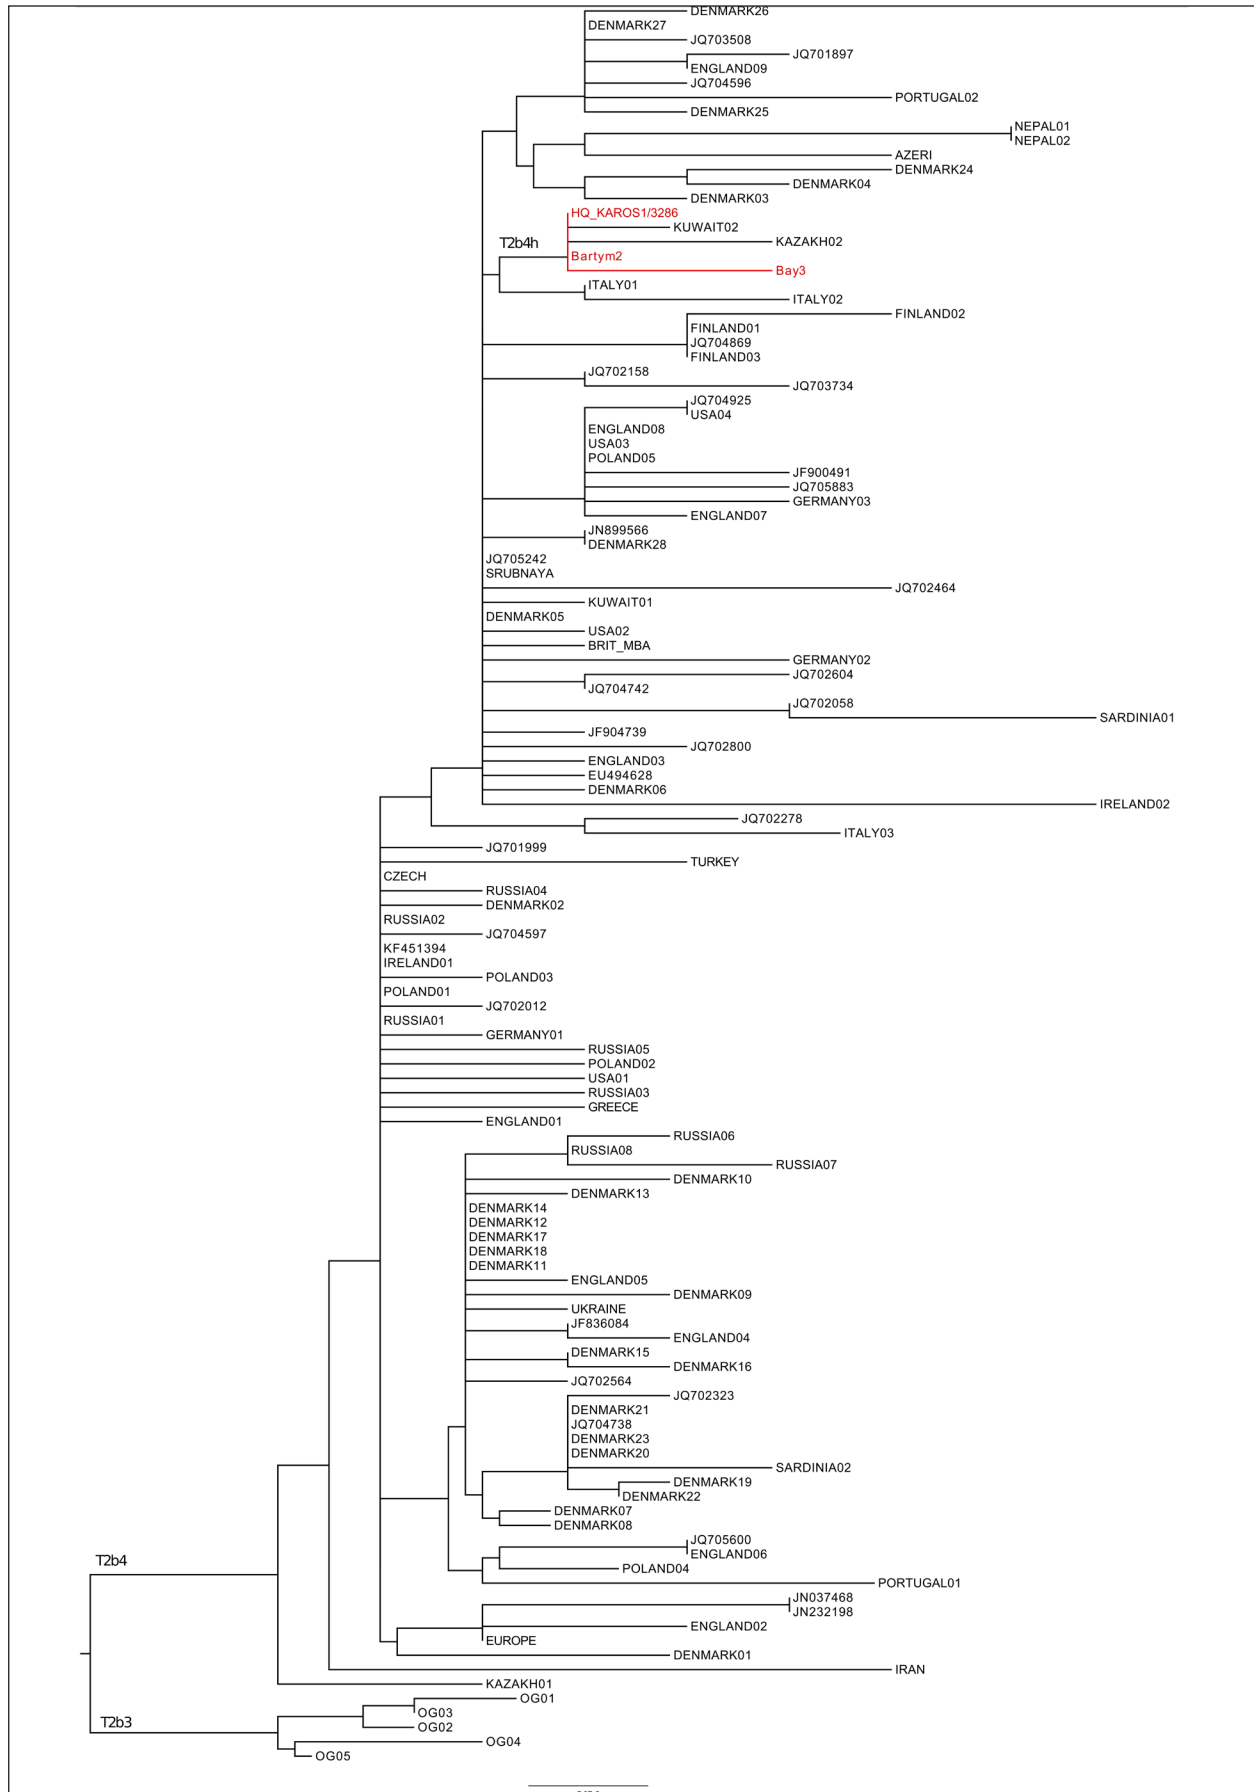 DENMARK26
DENMARK27
JQ703508
JQ701897
ENGLAND09
JQ704596
PORTUGAL02
DENMARK25
NEPAL01
NEPAL02
AZERI
DENMARK24
DENMARK04
DENMARK03
HQ_KAROS1/3286
KUWAIT02
T2b4h
KAZAKH02
Bartym2
Bay3
ITALY01
ITALY02
FINLAND02
FINLAND01
JQ704869
FINLAND03
JQ702158
JQ703734
JQ704925
USA04
ENGLAND08
USA03
POLAND05
JF900491
JQ705883
GERMANY03
ENGLAND07
JN899566
DENMARK28
JQ705242
SRUBNAYA
JQ702464
KUWAIT01
DENMARK05
USA02
BRIT_MBA
GERMANY02
JQ702604
JQ704742
JQ702058
SARDINIA01
JF904739
JQ702800
ENGLAND03
EU494628
DENMARK06
IRELAND02
JQ702278
ITALY03
JQ701999
TURKEY
CZECH
RUSSIA04
DENMARK02
RUSSIA02
JQ704597
KF451394
IRELAND01
POLAND03
POLAND01
JQ702012
RUSSIA01
GERMANY01
RUSSIA05
POLAND02
USA01
RUSSIA03
GREECE
ENGLAND01
RUSSIA06
RUSSIA08
RUSSIA07
DENMARK10
DENMARK13
DENMARK14
DENMARK12
DENMARK17
DENMARK18
DENMARK11
ENGLAND05
DENMARK09
UKRAINE
JF836084
ENGLAND04
DENMARK15
DENMARK16
JQ702564
JQ702323
DENMARK21
JQ704738
DENMARK23
DENMARK20
SARDINIA02
DENMARK19
DENMARK22
DENMARK07
DENMARK08
JQ705600
ENGLAND06
T2b4
POLAND04
PORTUGAL01
JN037468
JN232198
ENGLAND02
EUROPE
DENMARK01
IRAN
KAZAKH01
OG01
OG03
T2b3
OG02
OG04
OG05